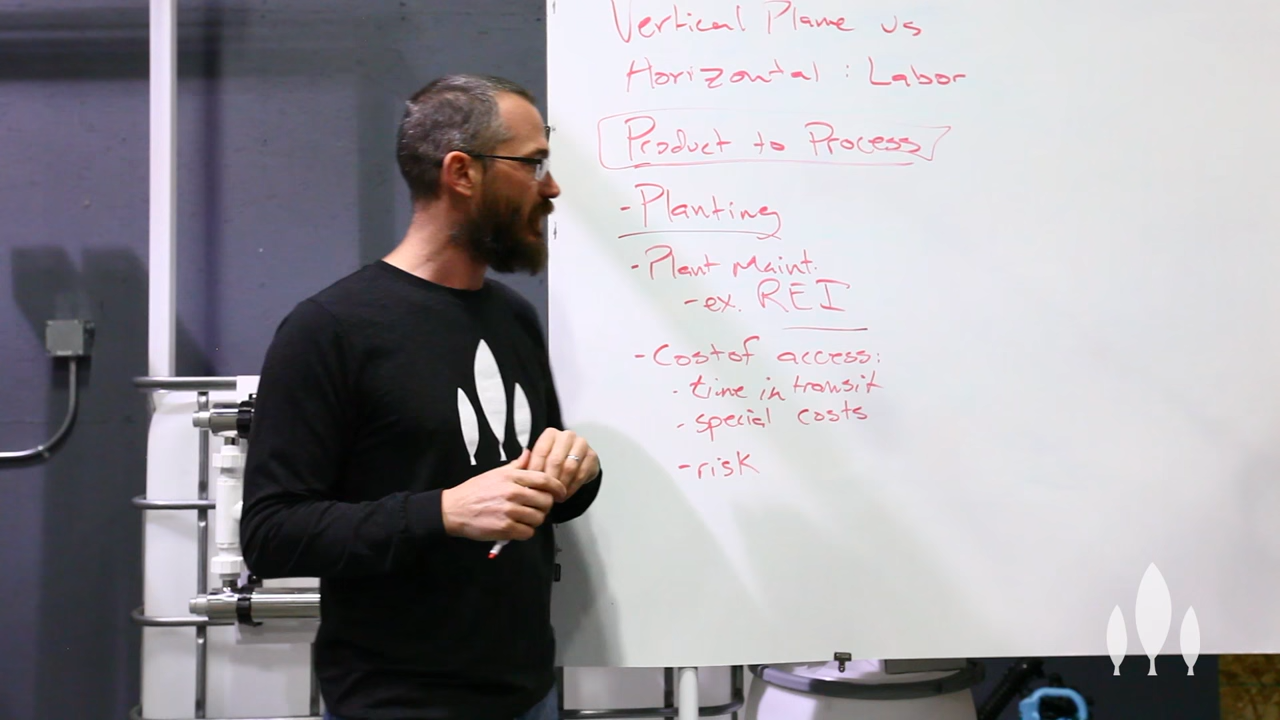 Vertical Plane vs
Horizontal : Labor
Product to Process
- Planting
- Plant Maint.
- ex. REI
- Cost of access:
- time in transit
- special costs
- risk